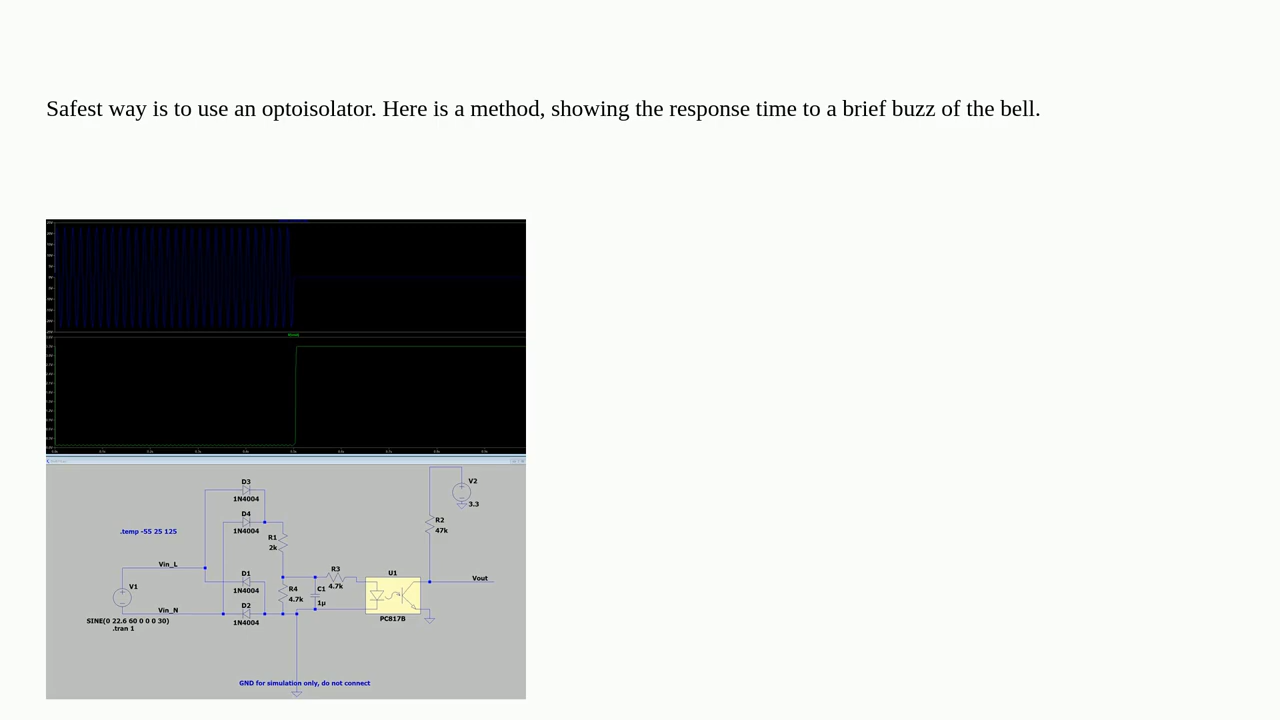 Safest way is to use an optoisolator. Here is a method, showing the response time to a brief buzz of the bell.
D3
1N4004
D4
1N4004
.temp -55 25 125
R1
2k
V2
3.3
R2
47k
Vin_L
V1
D1
1N4004
R4
4.7k
C1
1µ
R3
4.7k
U1
PC817B
Vout
Vin_N
D2
1N4004
SINE(0 22.6 60 0 0 0 30)
.tran 1
GND for simulation only, do not connect